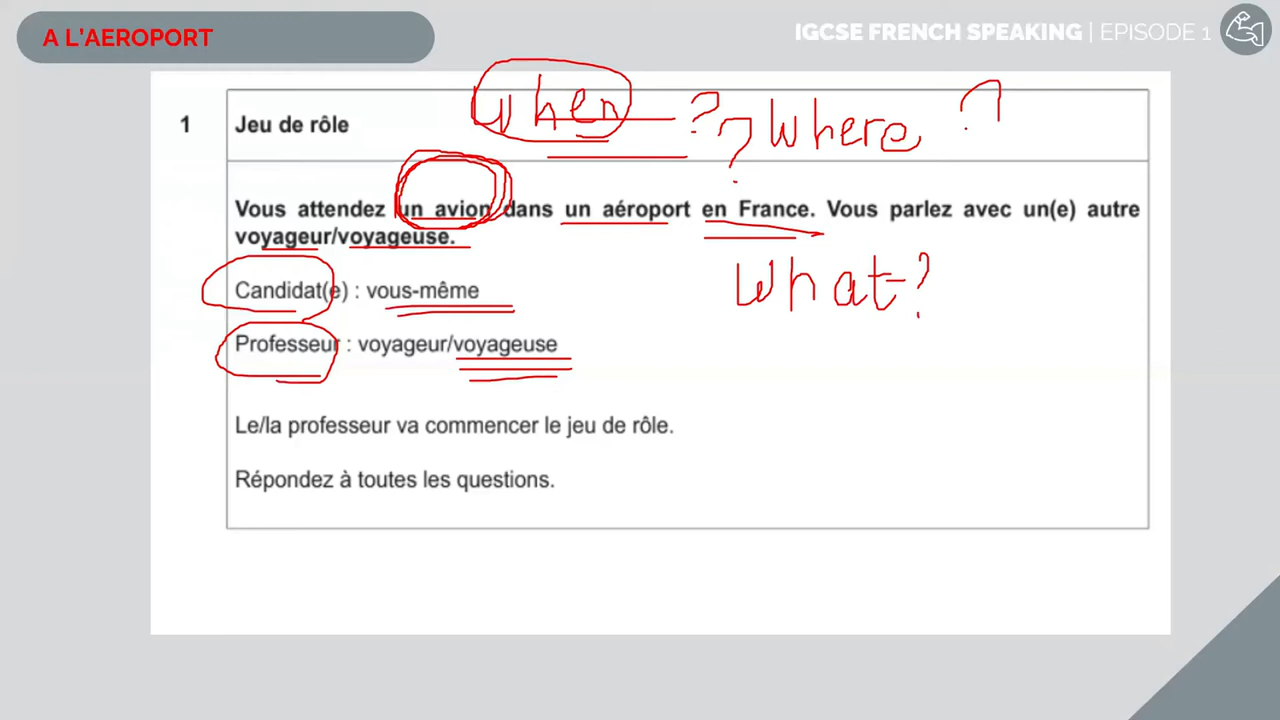 A L'AEROPORT
IGCSE FRENCH SPEAKING | EPISODE 1
when ?
? Where ?
1 Jeu de rôle
Vous attendez un avion dans un aéroport en France. Vous parlez avec un(e) autre
voyageur/voyageuse.
What?
Candidat(e) : vous-même
Professeur : voyageur/voyageuse
Le/la professeur va commencer le jeu de rôle.
Répondez à toutes les questions.